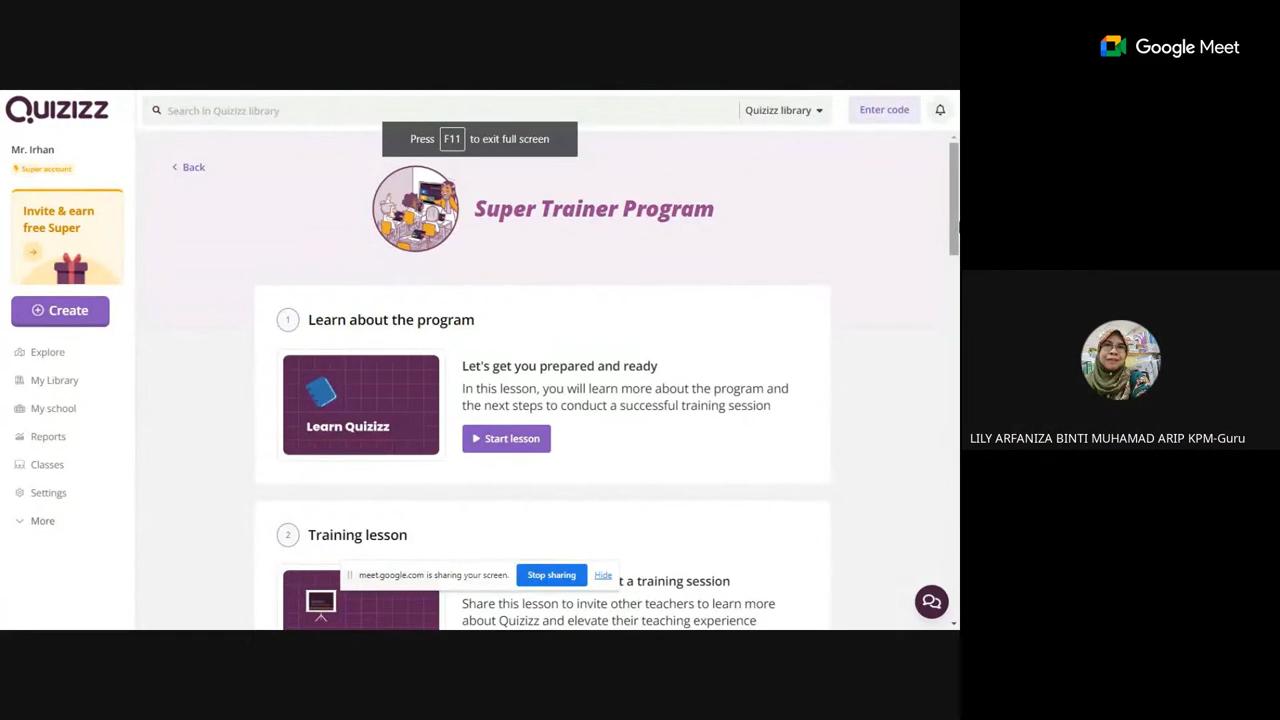 Google Meet
QUIZIZZ
Search in Quizizz library
Quizizz library
Enter code
Press F11 to exit full screen
Mr. Irhan
Super account
Back
Super Trainer Program
Invite & earn
free Super
Create
Explore
My Library
My school
Reports
Classes
Settings
More
1
Learn about the program
Learn Quizizz
Let's get you prepared and ready
In this lesson, you will learn more about the program and
the next steps to conduct a successful training session
Start lesson
2
Training lesson
meet.google.com is sharing your screen.
Stop sharing
Hide
t a training session
Share this lesson to invite other teachers to learn more
about Quizizz and elevate their teaching experience
LILY ARFANIZA BINTI MUHAMAD ARIP KPM-Guru